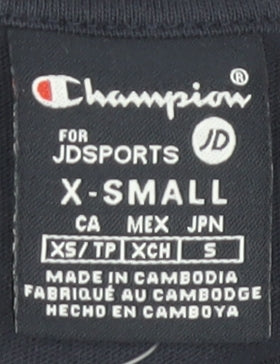 Champion®
FOR
JDSPORTS JD
X-SMALL
CA MEX JPN
XS/TP XCH S
MADE IN CAMBODIA
FABRIQUÉ AU CAMBODGE
HECHO EN CAMBOYA